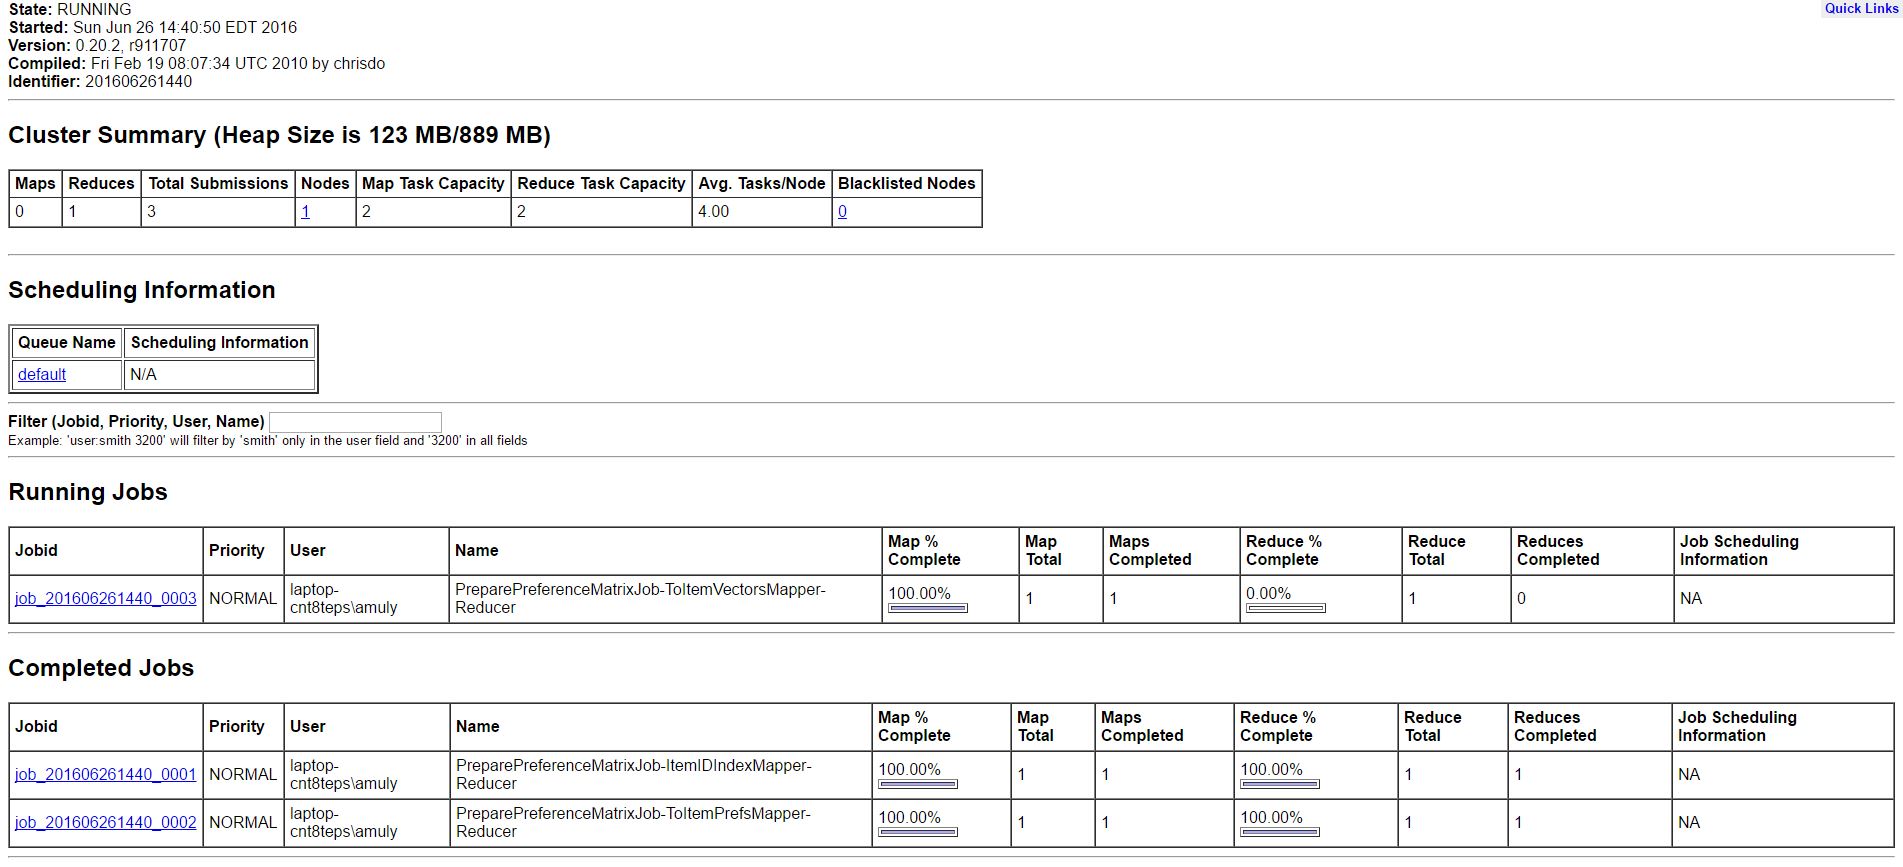 State: RUNNING
Quick Links
Started: Sun Jun 26 14:40:50 EDT 2016
Version: 0.20.2, r911707
Compiled: Fri Feb 19 08:07:34 UTC 2010 by chrisdo
Identifier: 201606261440
Cluster Summary (Heap Size is 123 MB/889 MB)
Maps Reduces Total Submissions Nodes Map Task Capacity Reduce Task Capacity Avg. Tasks/Node Blacklisted Nodes
0 1 3 1 2 2 4.00 0
Scheduling Information
Queue Name Scheduling Information
default N/A
Filter (Jobid, Priority, User, Name)
Example: 'user:smith 3200' will filter by 'smith' only in the user field and '3200' in all fields
Running Jobs
Jobid Priority User Name Map % Complete Map Total Maps Completed Reduce % Complete Reduce Total Reduces Completed Job Scheduling Information
job_201606261440_0003 NORMAL laptop-cnt8teps\amuly PreparePreferenceMatrixJob-ToItemVectorsMapper-Reducer 100.00% 1 1 0.00% 1 0 NA
Completed Jobs
Jobid Priority User Name Map % Complete Map Total Maps Completed Reduce % Complete Reduce Total Reduces Completed Job Scheduling Information
job_201606261440_0001 NORMAL laptop-cnt8teps\amuly PreparePreferenceMatrixJob-ItemIDIndexMapper-Reducer 100.00% 1 1 100.00% 1 1 NA
job_201606261440_0002 NORMAL laptop-cnt8teps\amuly PreparePreferenceMatrixJob-ToItemPrefsMapper-Reducer 100.00% 1 1 100.00% 1 1 NA